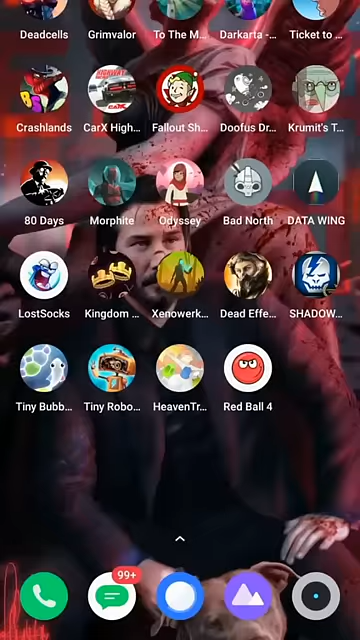 Deadcells Grimvalor To The M... Darkarta -... Ticket to ...
Crashlands CarX High... Fallout Sh... Doofus Dr... Krumit's T...
80 Days Morphite Odyssey Bad North DATA WING
LostSocks Kingdom ... Xenowerk... Dead Effe... SHADOW...
Tiny Bubb... Tiny Robo... HeavenTr... Red Ball 4
99+